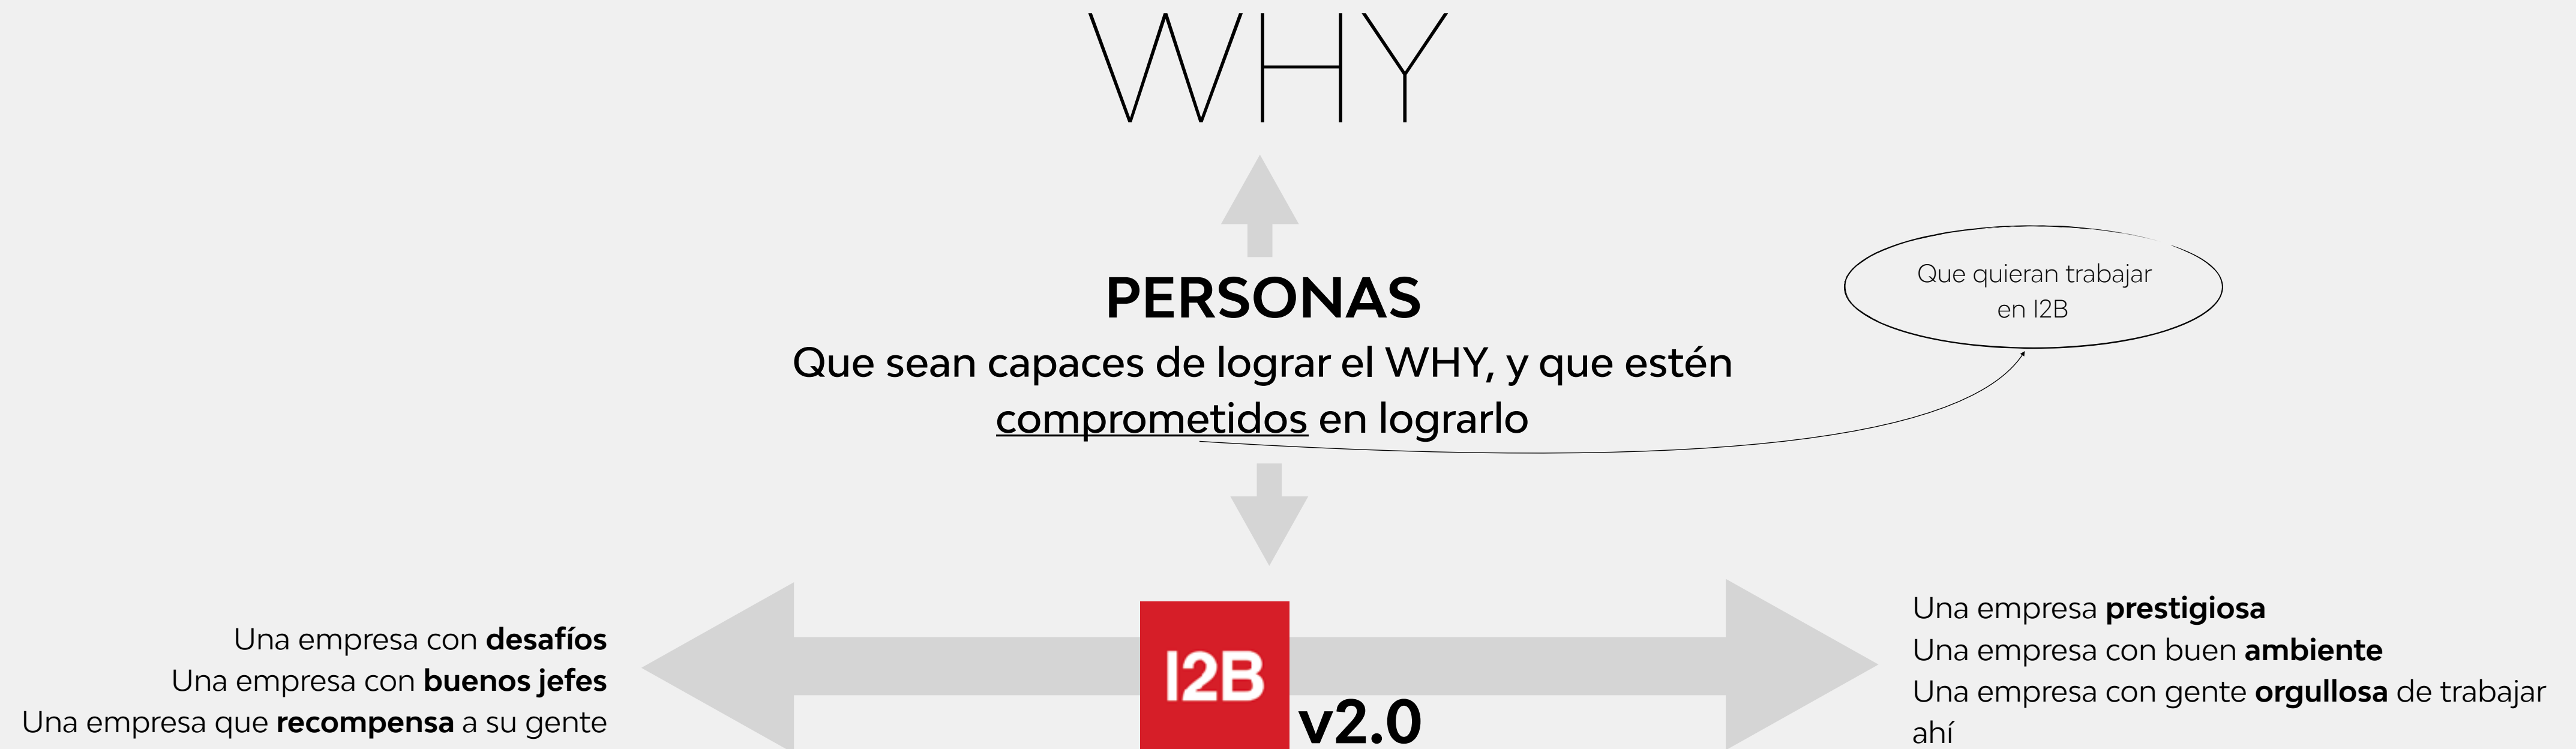 WHY
PERSONAS
Que sean capaces de lograr el WHY, y que estén
comprometidos en lograrlo
Que quieran trabajar
en I2B
Una empresa con desafíos
Una empresa con buenos jefes
Una empresa que recompensa a su gente
I2B
v2.0
Una empresa prestigiosa
Una empresa con buen ambiente
Una empresa con gente orgullosa de trabajar
ahí